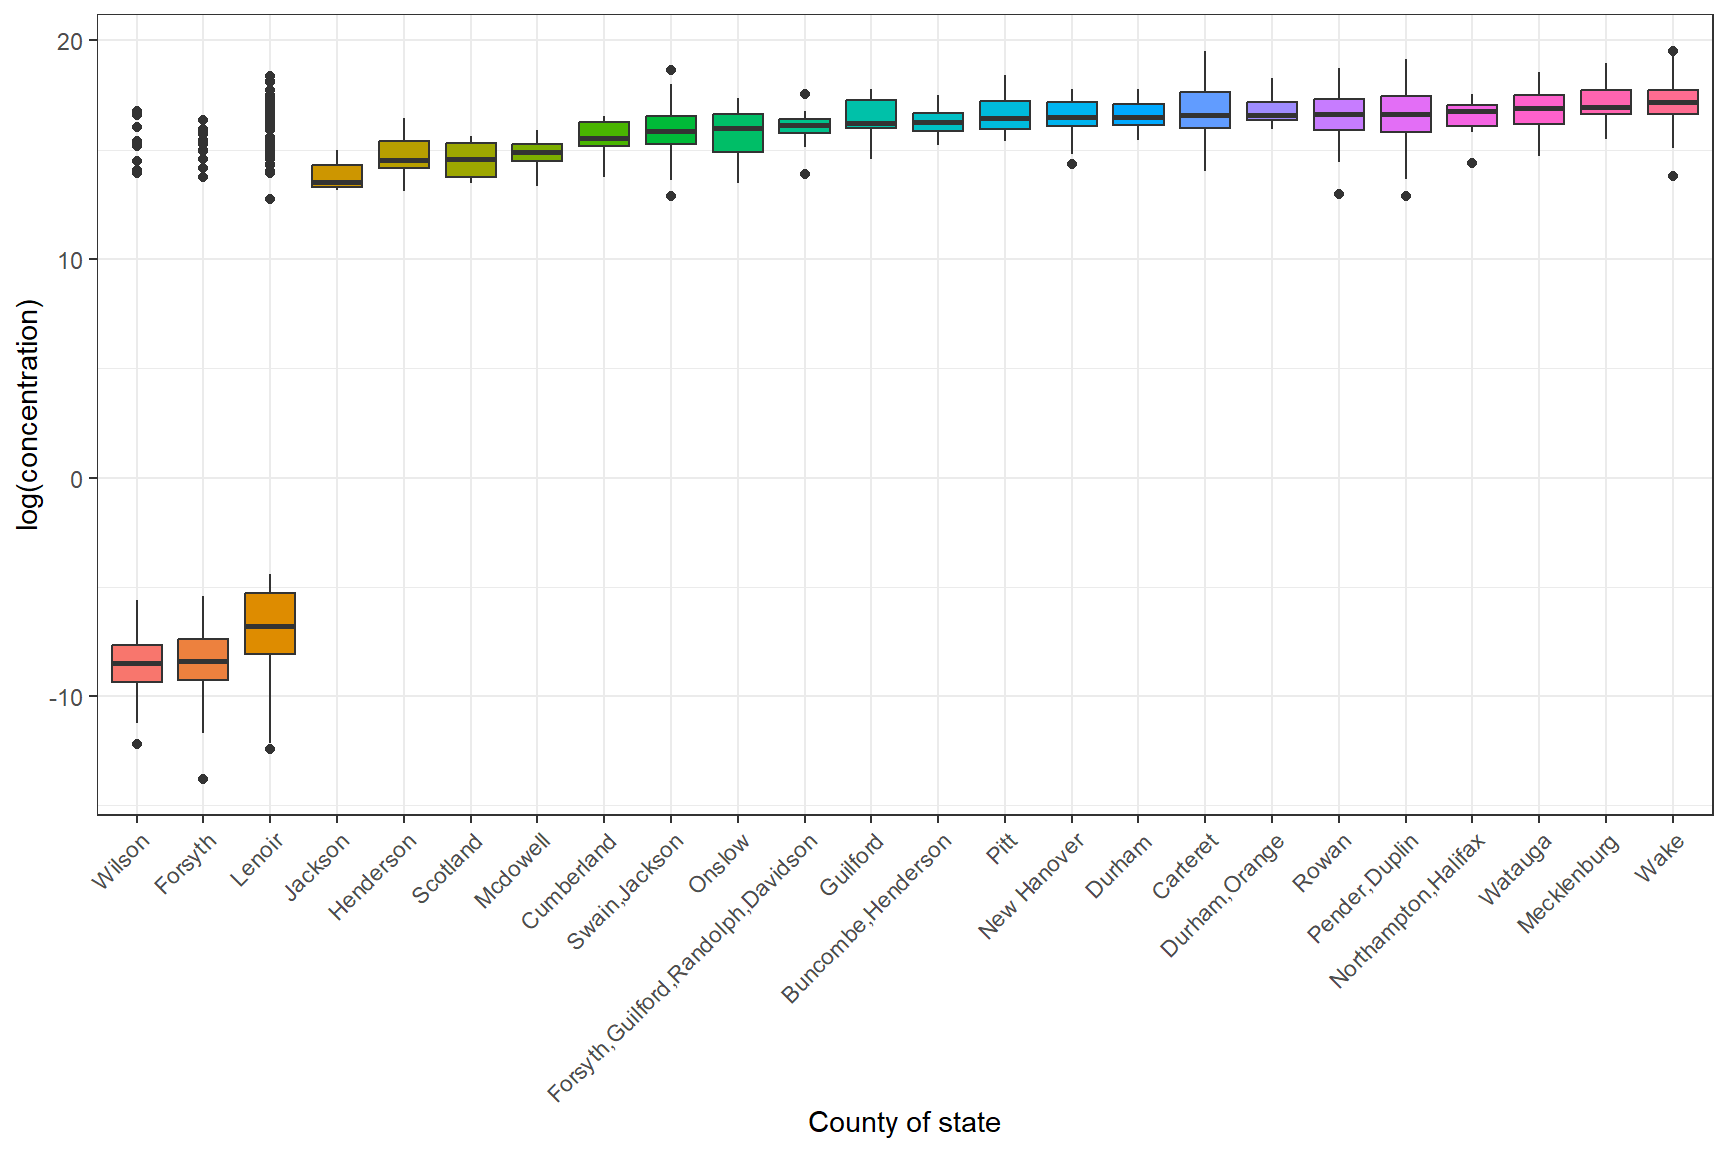 20
10
0
-10
log(concentration)
Wilson
Forsyth
Lenoir
Jackson
Henderson
Scotland
Mcdowell
Cumberland
Swain,Jackson
Onslow
Forsyth,Guilford,Randolph,Davidson
Guilford
Buncombe,Henderson
Pitt
New Hanover
Durham
Carteret
Durham,Orange
Rowan
Pender,Duplin
Northampton,Halifax
Watauga
Mecklenburg
Wake
County of state